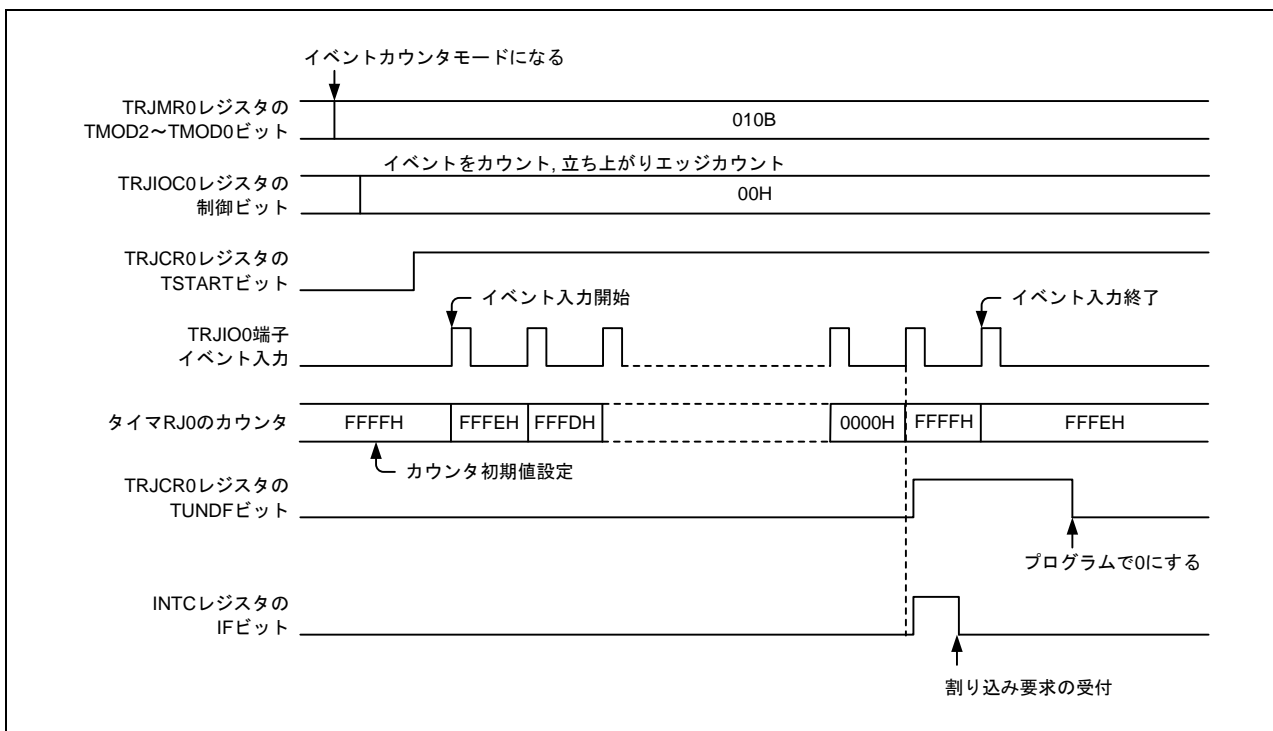 イベントカウンタモードになる
TRJMR0レジスタの
TMOD2～TMOD0ビット
010B
イベントをカウント, 立ち上がりエッジカウント
TRJIOC0レジスタの
制御ビット
00H
TRJCR0レジスタの
TSTARTビット
イベント入力開始
イベント入力終了
TRJIO0端子
イベント入力
タイマRJ0のカウンタ
FFFFH
FFFEH
FFFDH
0000H
FFFFH
FFFEH
カウンタ初期値設定
TRJCR0レジスタの
TUNDFビット
プログラムで0にする
INTCレジスタの
IFビット
割り込み要求の受付